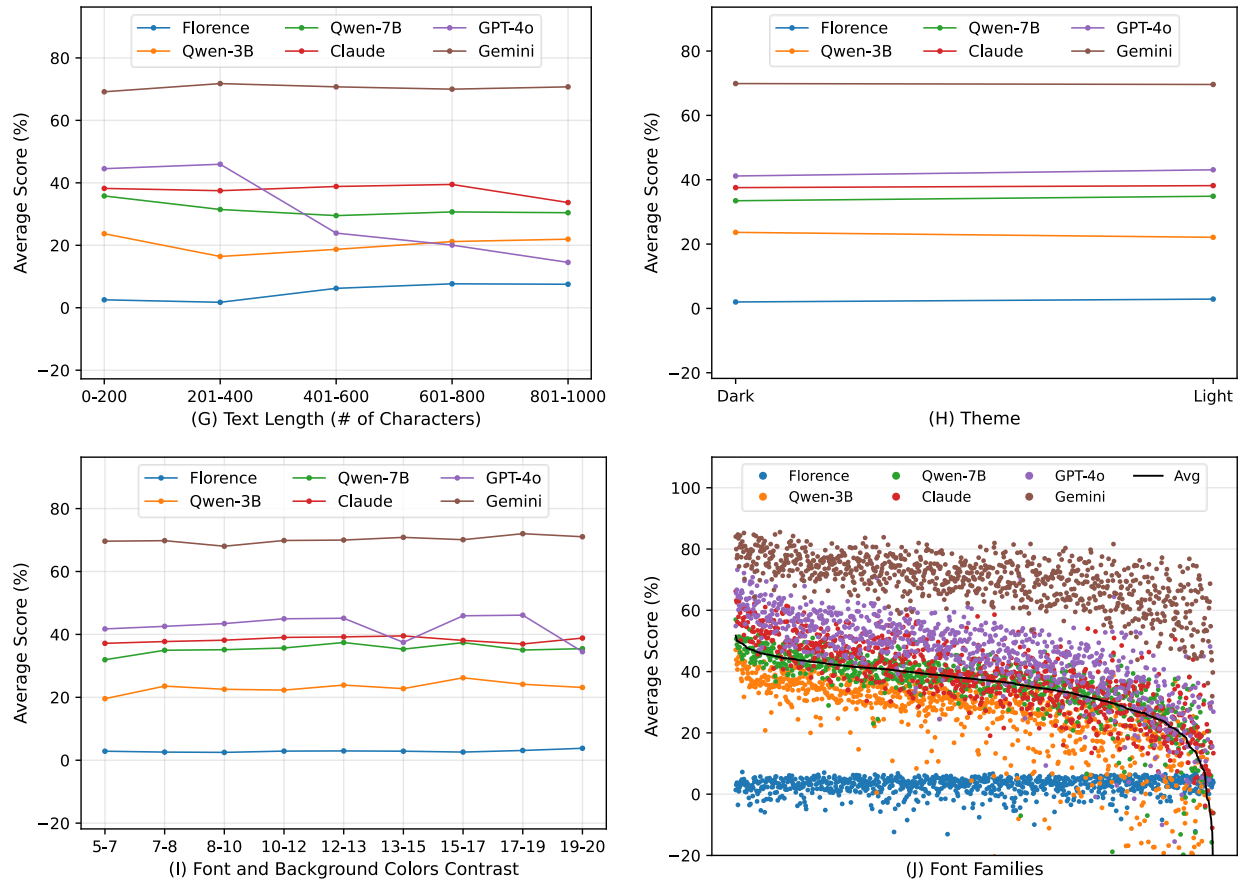 Florence Qwen-7B GPT-4o
Qwen-3B Claude Gemini
80
60
40
20
0
−20
Average Score (%)
0-200 201-400 401-600 601-800 801-1000
(G) Text Length (# of Characters)
Florence Qwen-7B GPT-4o
Qwen-3B Claude Gemini
80
60
40
20
0
−20
Average Score (%)
Dark Light
(H) Theme
Florence Qwen-7B GPT-4o
Qwen-3B Claude Gemini
80
60
40
20
0
−20
Average Score (%)
5-7 7-8 8-10 10-12 12-13 13-15 15-17 17-19 19-20
(I) Font and Background Colors Contrast
Florence Qwen-7B GPT-4o Avg
Qwen-3B Claude Gemini
100
80
60
40
20
0
−20
Average Score (%)
(J) Font Families